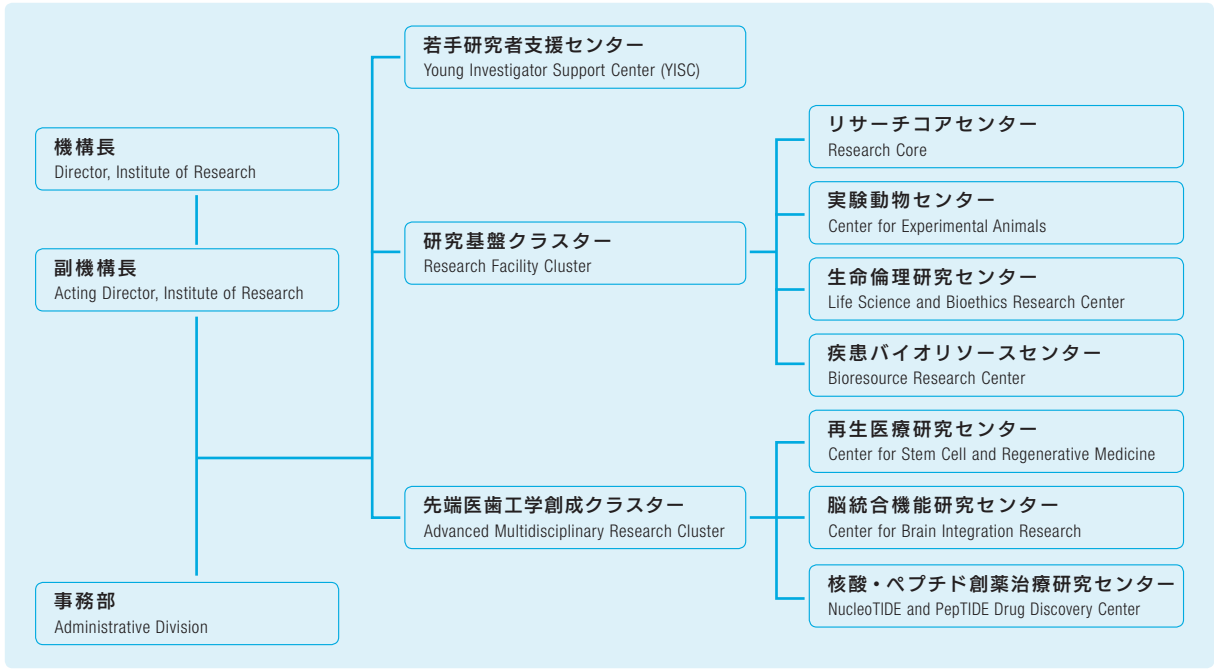 機構長
Director, Institute of Research
副機構長
Acting Director, Institute of Research
事務部
Administrative Division
若手研究者支援センター
Young Investigator Support Center (YISC)
研究基盤クラスター
Research Facility Cluster
リサーチコアセンター
Research Core
実験動物センター
Center for Experimental Animals
生命倫理研究センター
Life Science and Bioethics Research Center
疾患バイオリソースセンター
Bioresource Research Center
先端医歯工学創成クラスター
Advanced Multidisciplinary Research Cluster
再生医療研究センター
Center for Stem Cell and Regenerative Medicine
脳統合機能研究センター
Center for Brain Integration Research
核酸・ペプチド創薬治療研究センター
NucleoTIDE and PepTIDE Drug Discovery Center